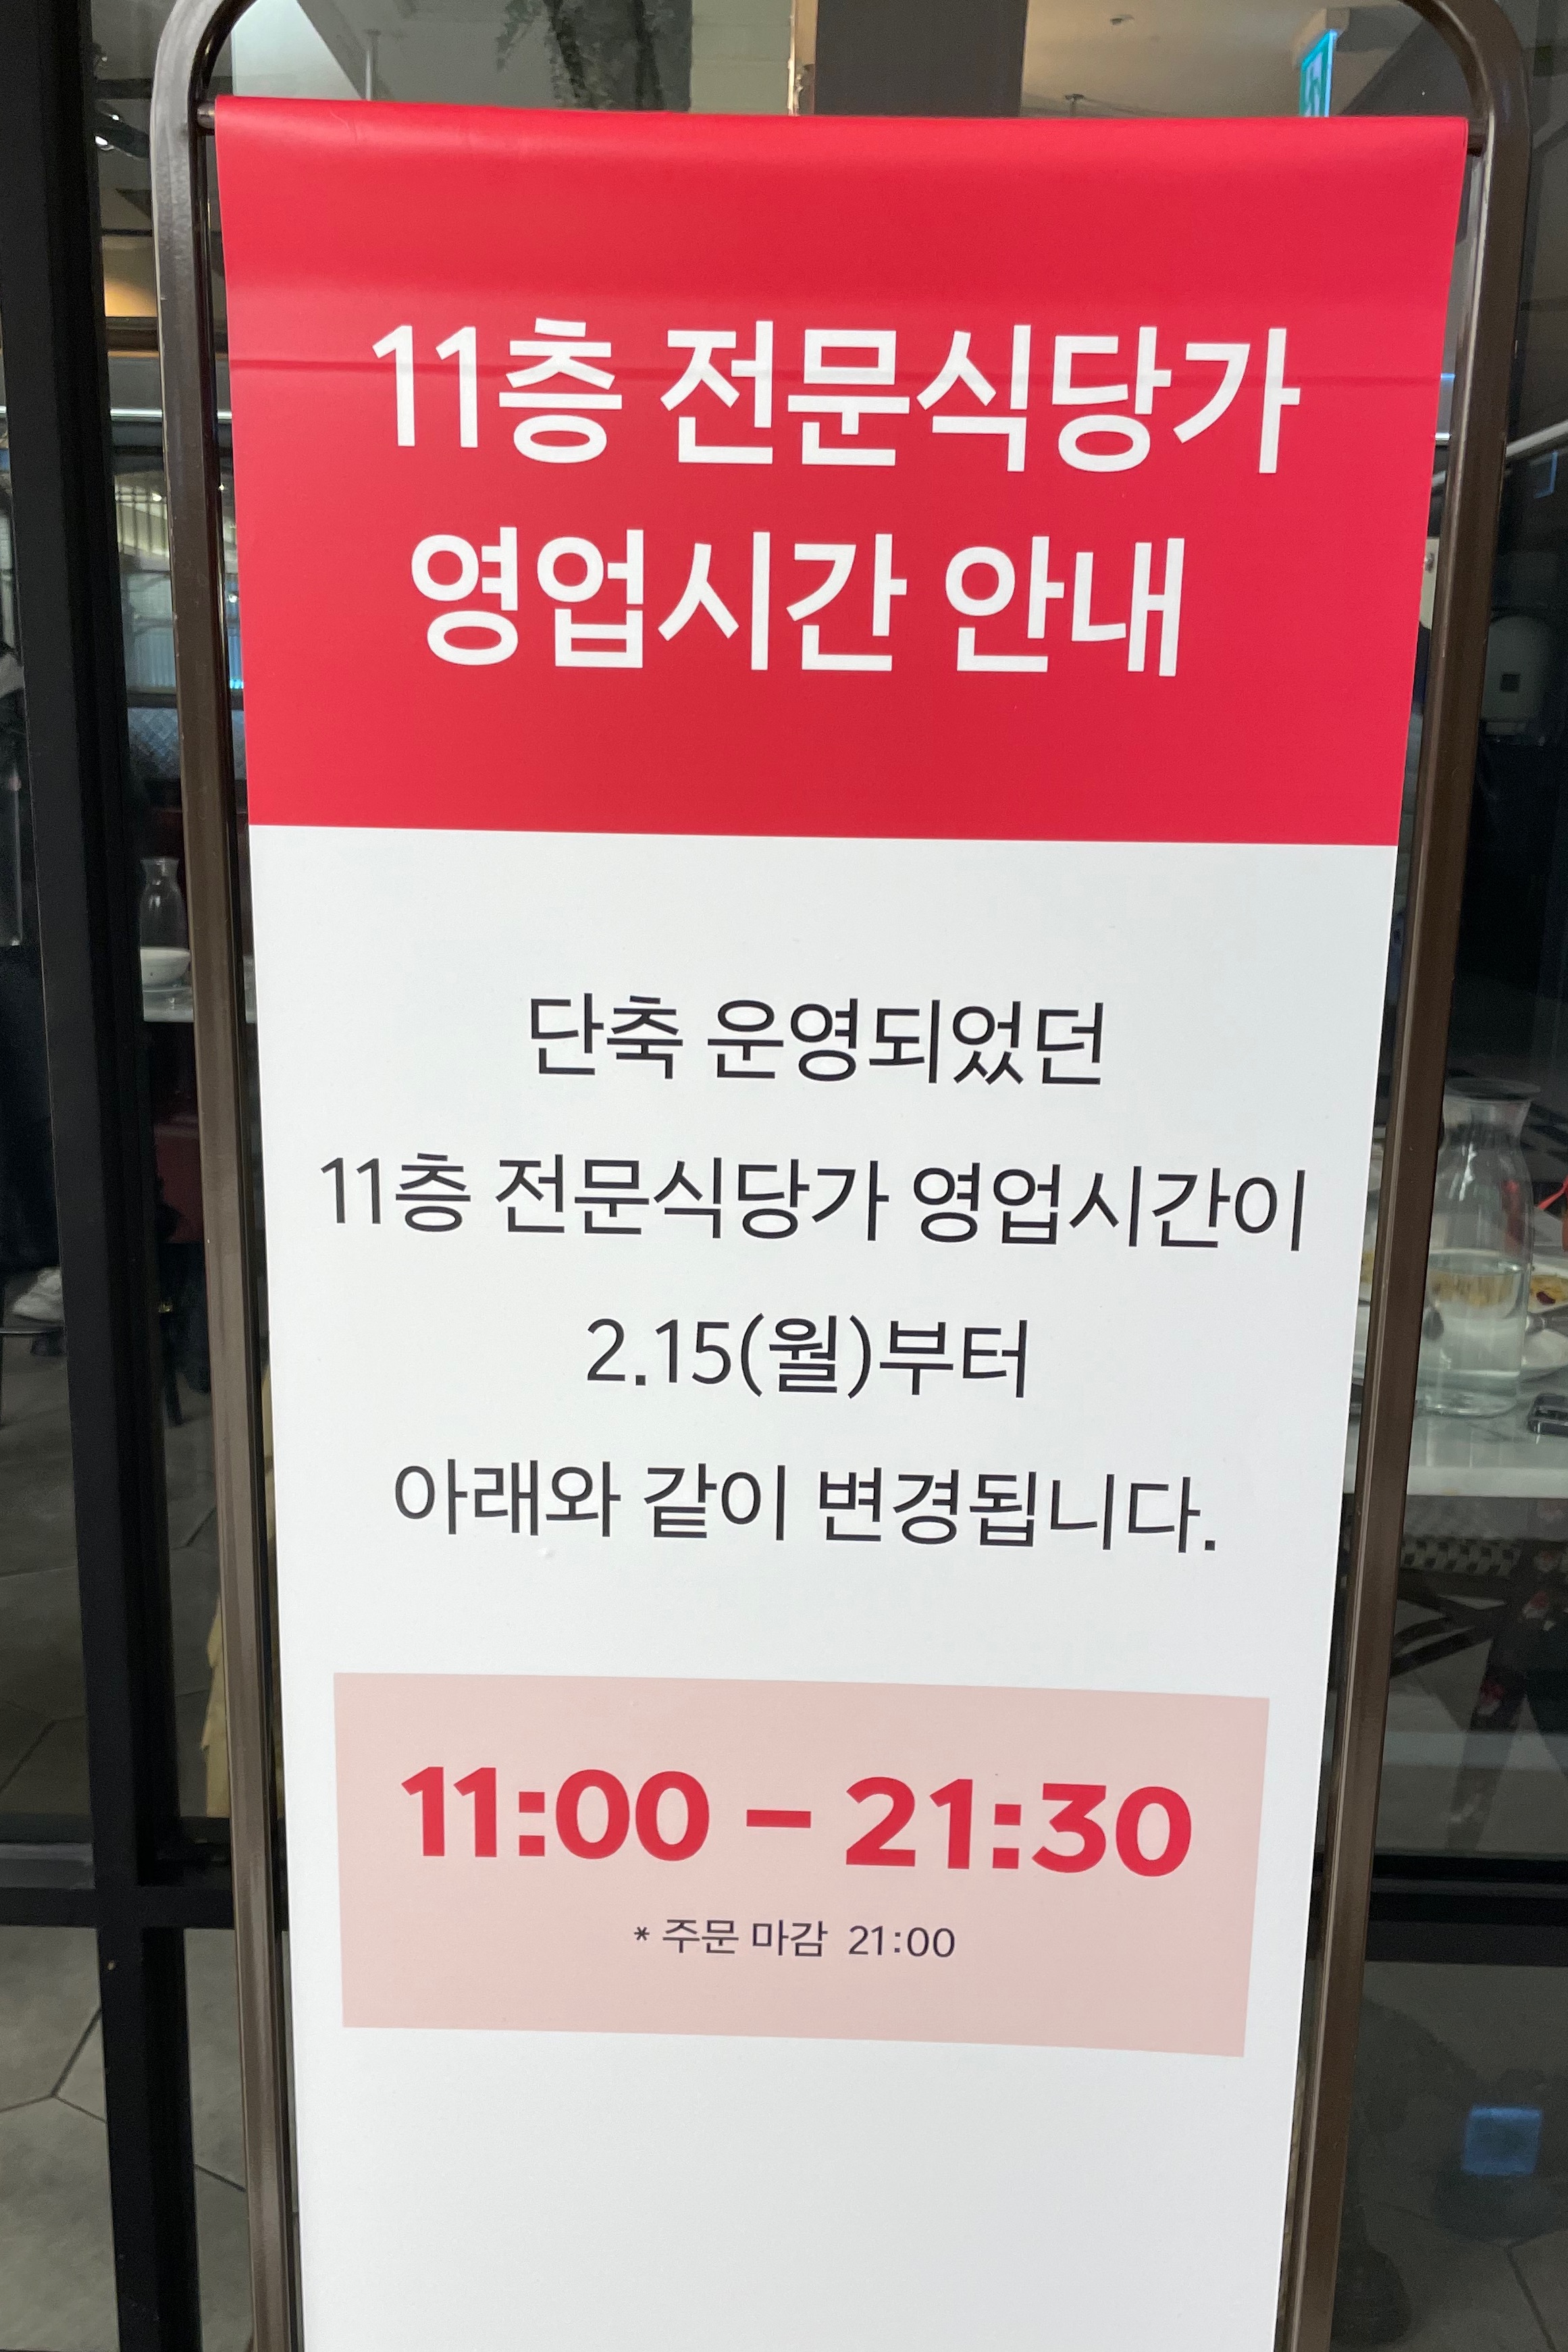 11층 전문식당가
영업시간 안내
단축 운영되었던
11층 전문식당가 영업시간이
2.15(월)부터
아래와 같이 변경됩니다.
11:00 – 21:30
* 주문 마감 21:00